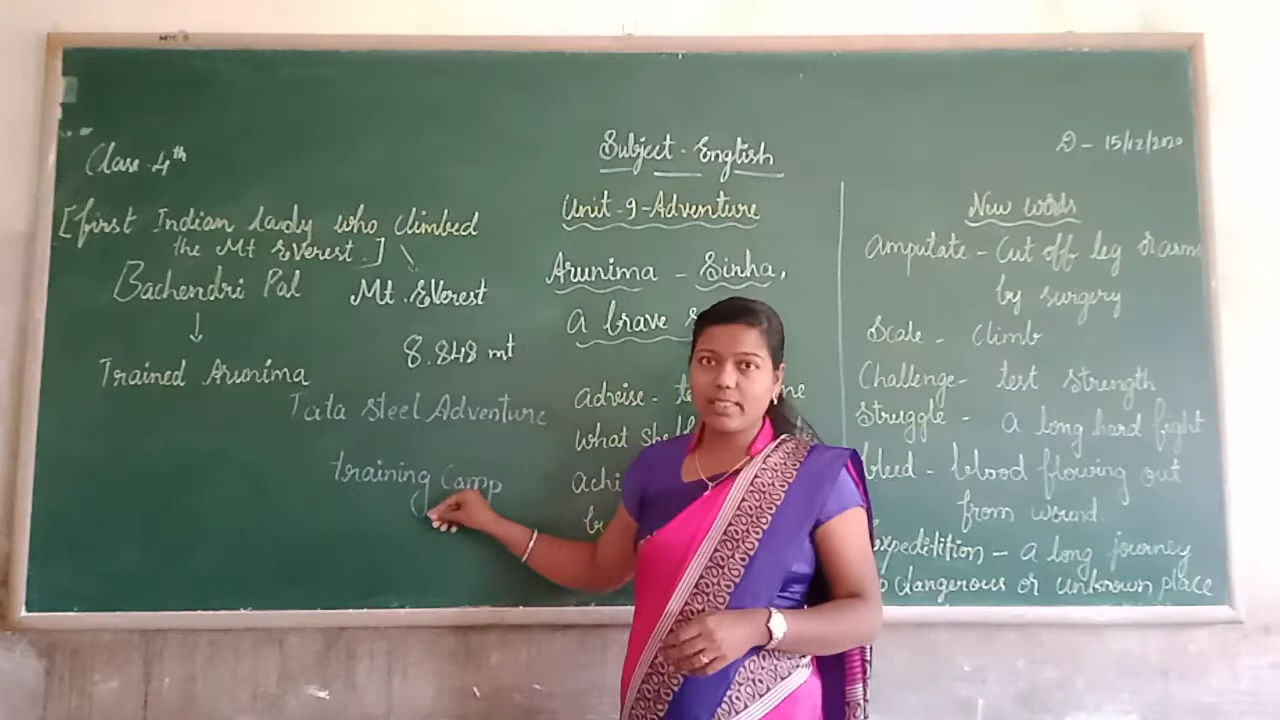 Class-4th
Subject-English
D-15/12/2020
[first Indian lavdy who climbed
the Mt Everest.]
Bachendri Pal
Mt. Everest
8.848 mt
Trained Arunima
Tata Steel Adventure
training Camp
Unit-9-Adventure
Arunima - Sinha,
a brave
advise -
what
New words
amputate - Cut off leg or arm
by surgery
Scale - Climb
Challenge - test strength
Struggle - a long hard fight
bleed - blood flowing out
from wound
Expedition - a long journey
dangerous or unknown place